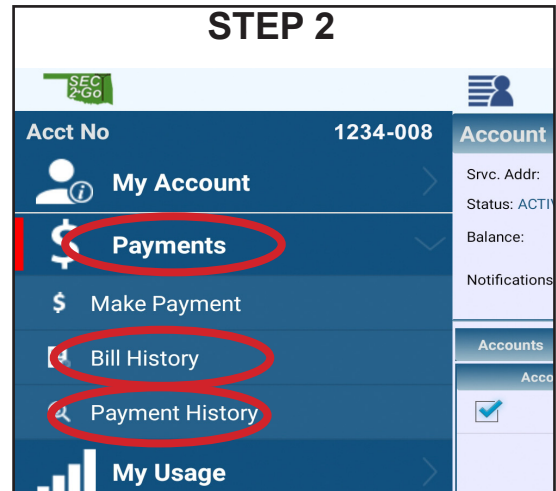 STEP 2
SEC
2-Go
Acct No 1234-008
My Account
Payments
Make Payment
Bill History
Payment History
My Usage
Account
Srvc. Addr:
Status: ACTIV
Balance:
Notifications
Accounts
Acco